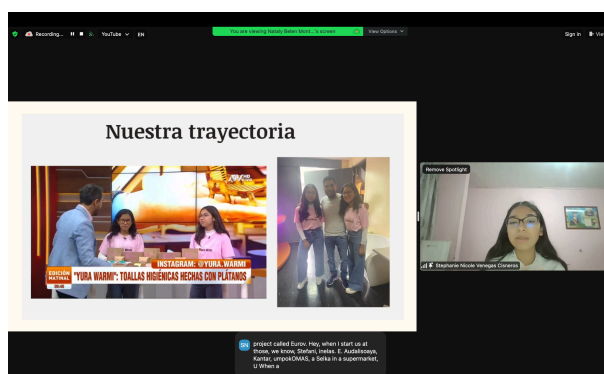 Recording...
YouTube
EN
You are viewing Nataly Belen Mont...'s screen
View Options
Sign in
View
Nuestra trayectoria
INSTAGRAM: @YURA.WARMI
EDICIÓN
MATINAL
"YURA WARMI": TOALLAS HIGIÉNICAS HECHAS CON PLÁTANOS
Remove Spotlight
Stephanie Nicole Venegas Cisneros
SN
project called Eurov. Hey, when I start us at
those, we know, Stefani, Inelas. E. Audalisoaya,
Kantar, umpokDMAS, a Selka in a supermarket,
U When a